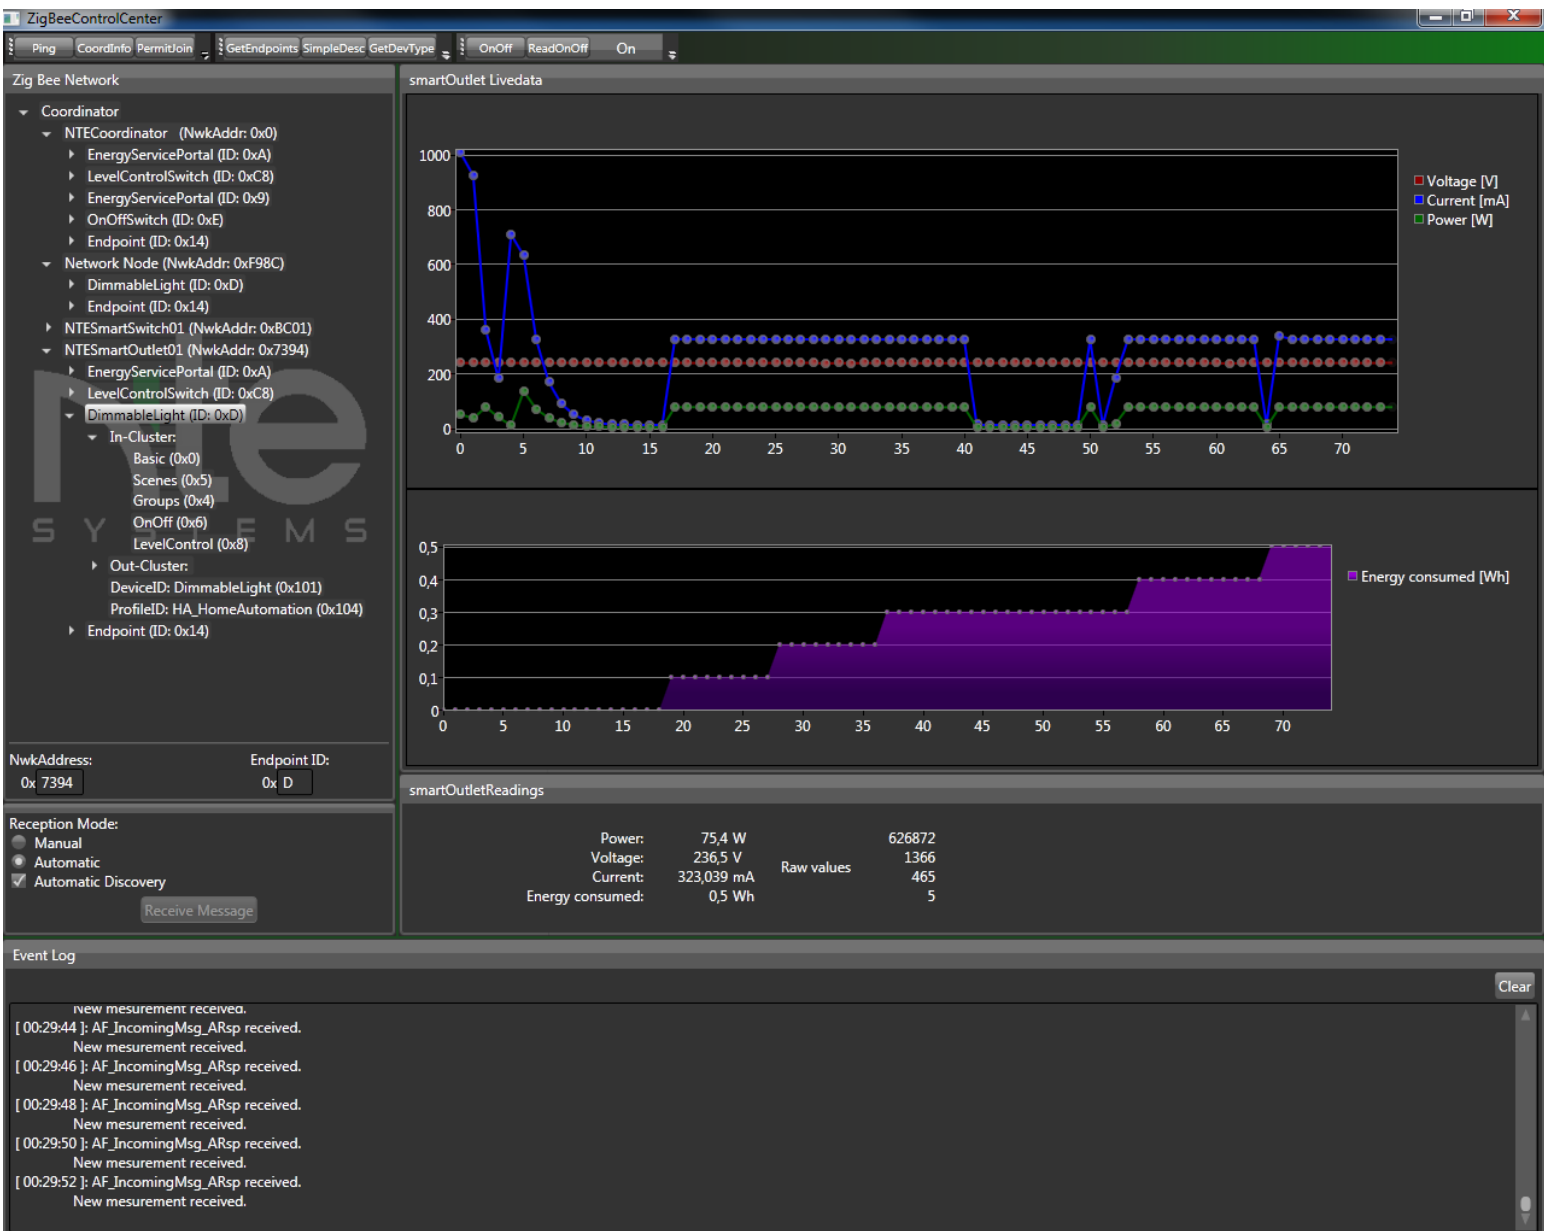 ZigBeeControlCenter
Ping CoordInfo PermitJoin GetEndpoints SimpleDesc GetDevType OnOff ReadOnOff On
Zig Bee Network
Coordinator
NTECoordinator (NwkAddr: 0x0)
EnergyServicePortal (ID: 0xA)
LevelControlSwitch (ID: 0xC8)
EnergyServicePortal (ID: 0x9)
OnOffSwitch (ID: 0xE)
Endpoint (ID: 0x14)
Network Node (NwkAddr: 0xF98C)
DimmableLight (ID: 0xD)
Endpoint (ID: 0x14)
NTESmartSwitch01 (NwkAddr: 0xBC01)
NTESmartOutlet01 (NwkAddr: 0x7394)
EnergyServicePortal (ID: 0xA)
LevelControlSwitch (ID: 0xC8)
DimmableLight (ID: 0xD)
In-Cluster:
Basic (0x0)
Scenes (0x5)
Groups (0x4)
OnOff (0x6)
LevelControl (0x8)
Out-Cluster:
DeviceID: DimmableLight (0x101)
ProfileID: HA_HomeAutomation (0x104)
Endpoint (ID: 0x14)
nte
SYSTEMS
NwkAddress: Endpoint ID:
0x 7394 0x D
Reception Mode:
Manual
Automatic
Automatic Discovery
Receive Message
smartOutlet Livedata
1000
800
600
400
200
0
0 5 10 15 20 25 30 35 40 45 50 55 60 65 70
Voltage [V]
Current [mA]
Power [W]
0,5
0,4
0,3
0,2
0,1
0
0 5 10 15 20 25 30 35 40 45 50 55 60 65 70
Energy consumed [Wh]
smartOutletReadings
Power: 75,4 W 626872
Voltage: 236,5 V 1366
Raw values
Current: 323,039 mA 465
Energy consumed: 0,5 Wh 5
Event Log
Clear
New mesurement received.
[ 00:29:44 ]: AF_IncomingMsg_ARsp received.
New mesurement received.
[ 00:29:46 ]: AF_IncomingMsg_ARsp received.
New mesurement received.
[ 00:29:48 ]: AF_IncomingMsg_ARsp received.
New mesurement received.
[ 00:29:50 ]: AF_IncomingMsg_ARsp received.
New mesurement received.
[ 00:29:52 ]: AF_IncomingMsg_ARsp received.
New mesurement received.